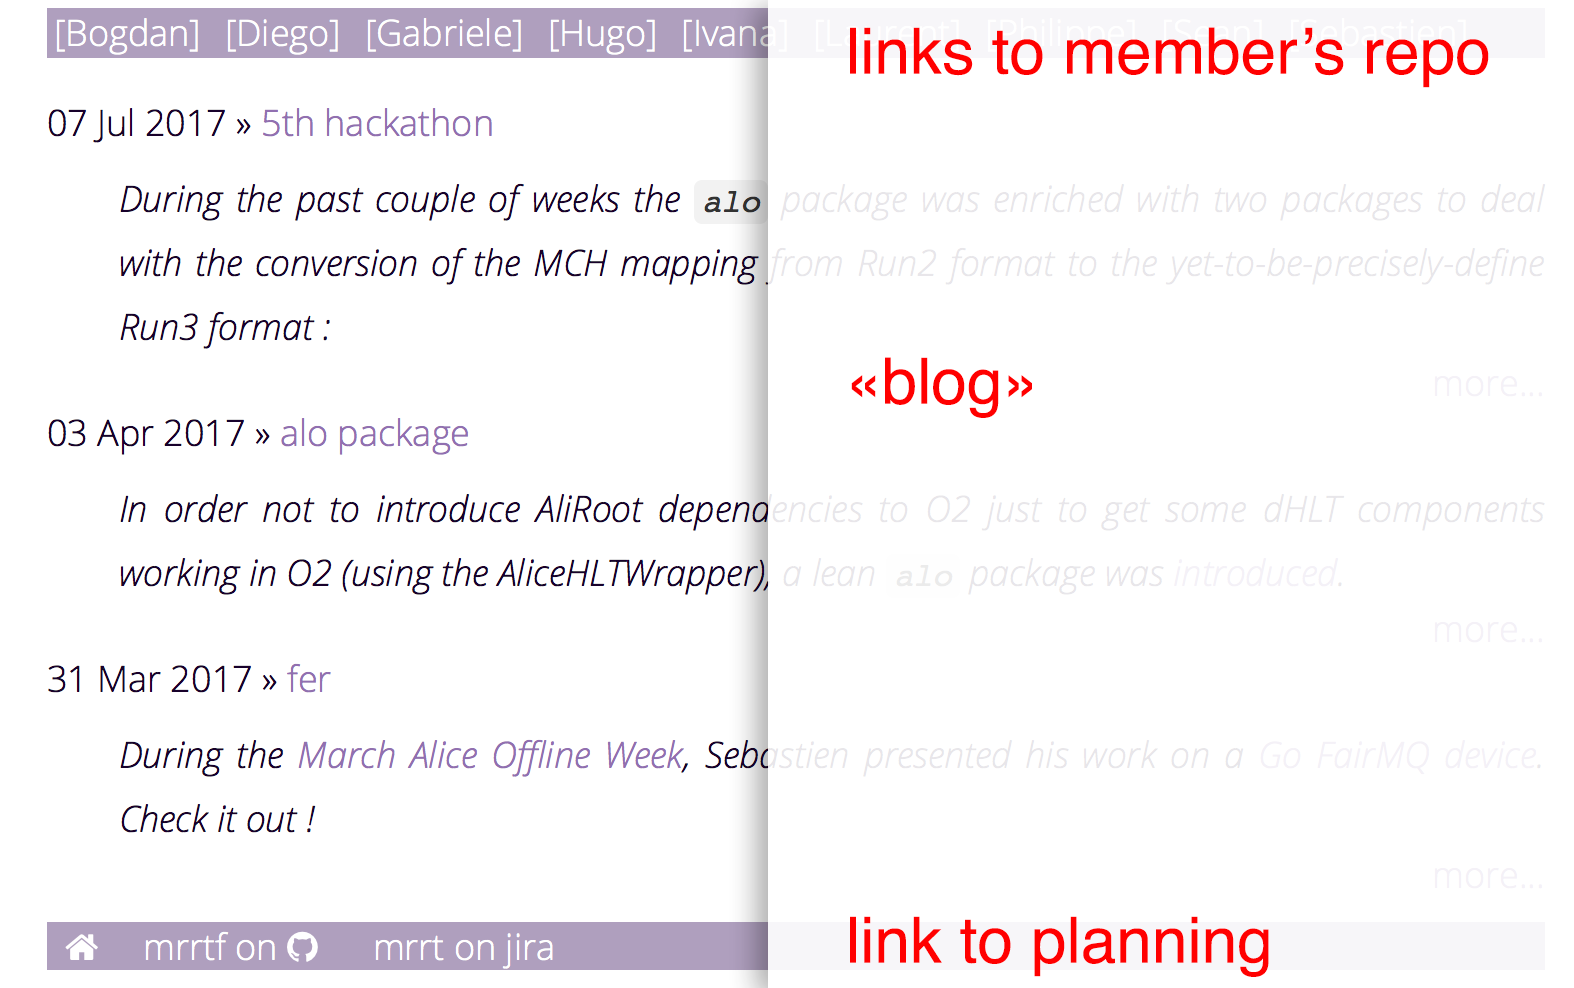 [Bogdan] [Diego] [Gabriele] [Hugo] [Ivana] [Laurent] [Philippe] [Sean] [Sebastien]
links to member’s repo
07 Jul 2017 » 5th hackathon
During the past couple of weeks the alo package was enriched with two packages to deal
with the conversion of the MCH mapping from Run2 format to the yet-to-be-precisely-define
Run3 format :
«blog»
more...
03 Apr 2017 » alo package
In order not to introduce AliRoot dependencies to O2 just to get some dHLT components
working in O2 (using the AliceHLTWrapper), a lean alo package was introduced.
more...
31 Mar 2017 » fer
During the March Alice Offline Week, Sebastien presented his work on a Go FairMQ device.
Check it out !
more...
mrrtf on mrrt on jira
link to planning